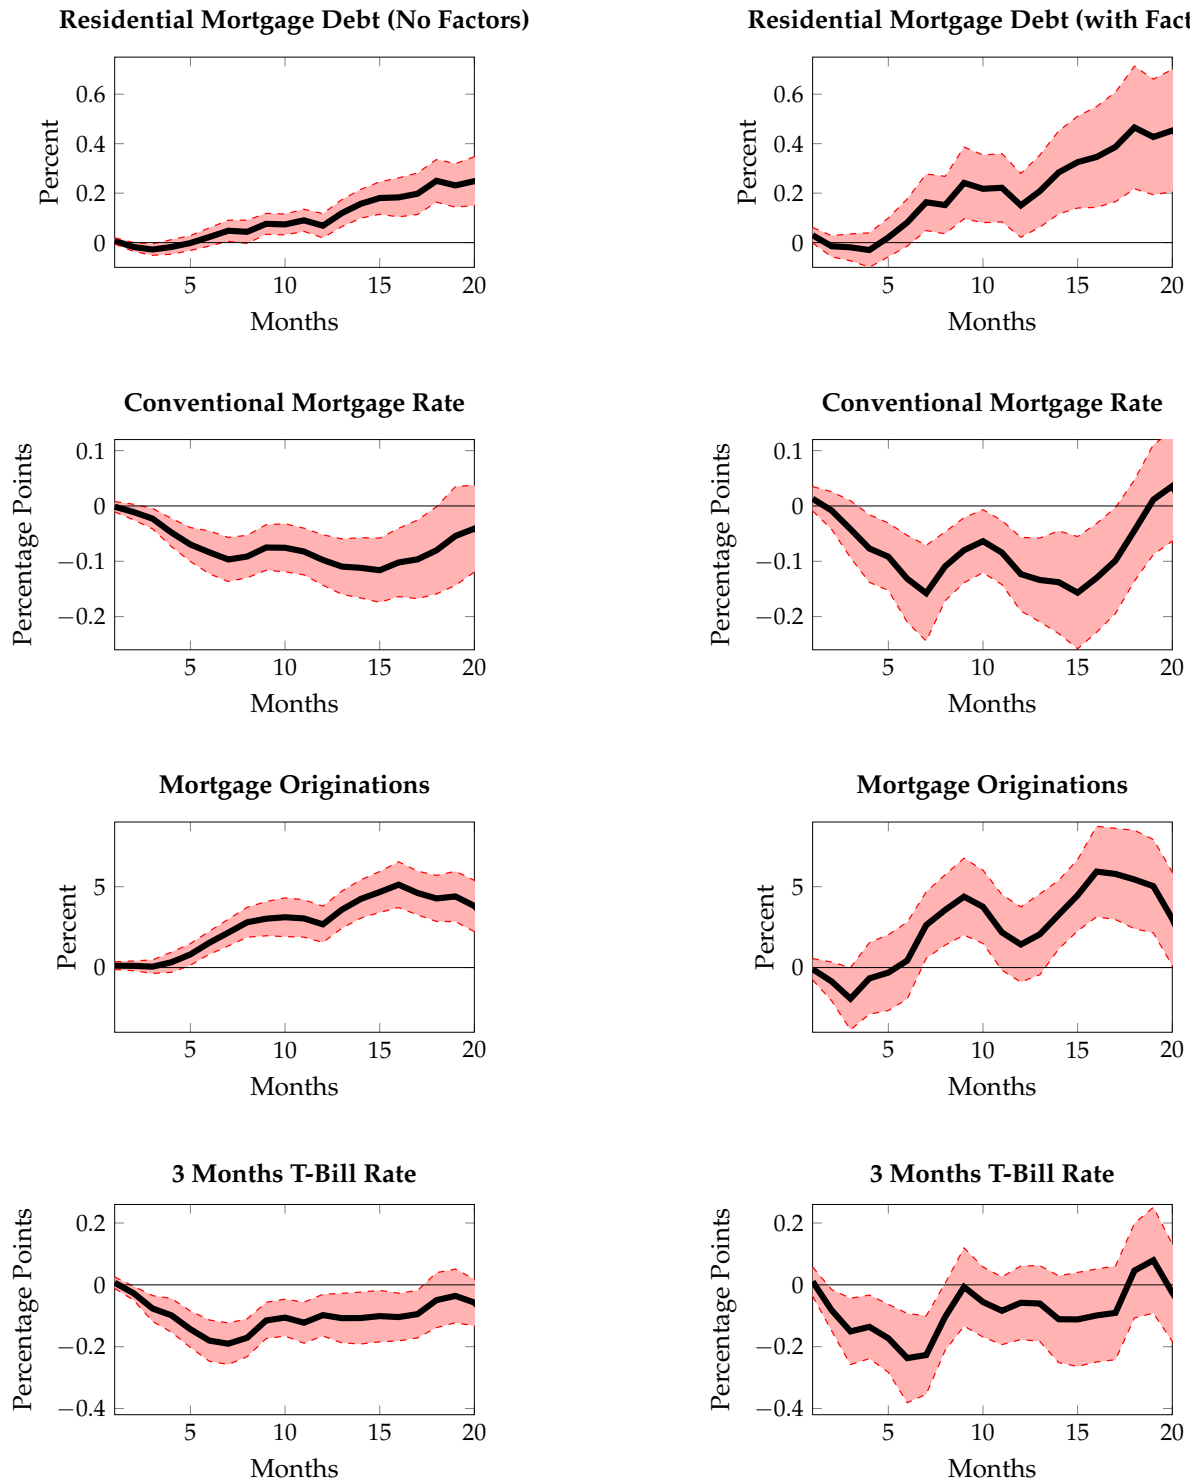 Residential Mortgage Debt (No Factors)
0.6
0.4
0.2
0
Percent
5 10 15 20
Months
Residential Mortgage Debt (with Fact
0.6
0.4
0.2
0
Percent
5 10 15 20
Months
Conventional Mortgage Rate
0.1
0
−0.1
−0.2
Percentage Points
5 10 15 20
Months
Conventional Mortgage Rate
0.1
0
−0.1
−0.2
Percentage Points
5 10 15 20
Months
Mortgage Originations
5
0
Percent
5 10 15 20
Months
Mortgage Originations
5
0
Percent
5 10 15 20
Months
3 Months T-Bill Rate
0.2
0
−0.2
−0.4
Percentage Points
5 10 15 20
Months
3 Months T-Bill Rate
0.2
0
−0.2
−0.4
Percentage Points
5 10 15 20
Months